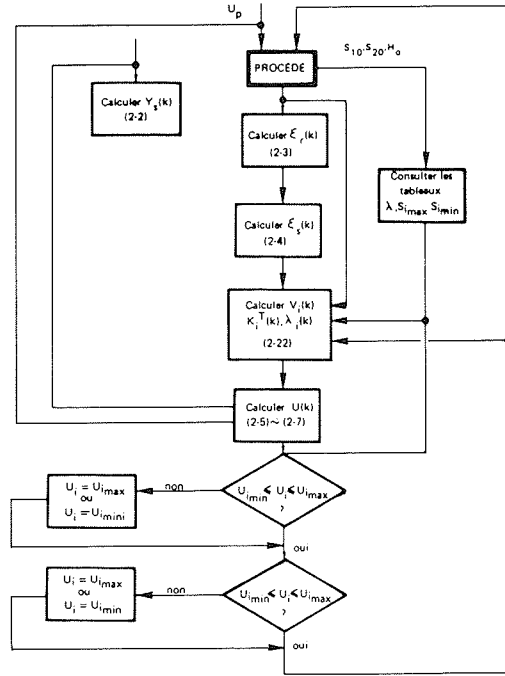 U_p
S_10, S_20, H_o
PROCÉDÉ
Calculer Y_s(k)
(2-2)
Calculer ξ_r(k)
(2-3)
Consulter les
tableaux
λ, S_imax S_imin
Calculer ξ_s(k)
(2-4)
Calculer V_i(k)
K_i^T(k), λ_i(k)
(2-22)
Calculer U(k)
(2-5)~(2-7)
U_i = U_imax
ou
U_i = U_imini
non
U_imin ≤ U_i ≤ U_imax
?
oui
U_i = U_imax
ou
U_i = U_imin
non
U_imin ≤ U_i ≤ U_imax
?
oui